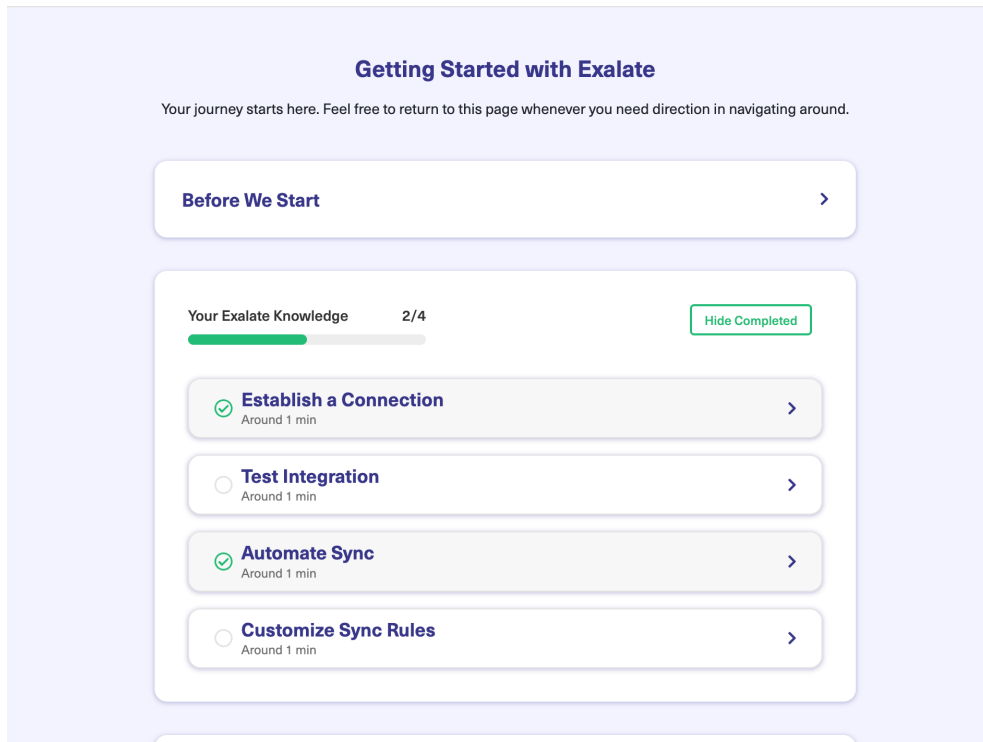 Getting Started with Exalate
Your journey starts here. Feel free to return to this page whenever you need direction in navigating around.
Before We Start
Your Exalate Knowledge 2/4
Hide Completed
Establish a Connection
Around 1 min
Test Integration
Around 1 min
Automate Sync
Around 1 min
Customize Sync Rules
Around 1 min